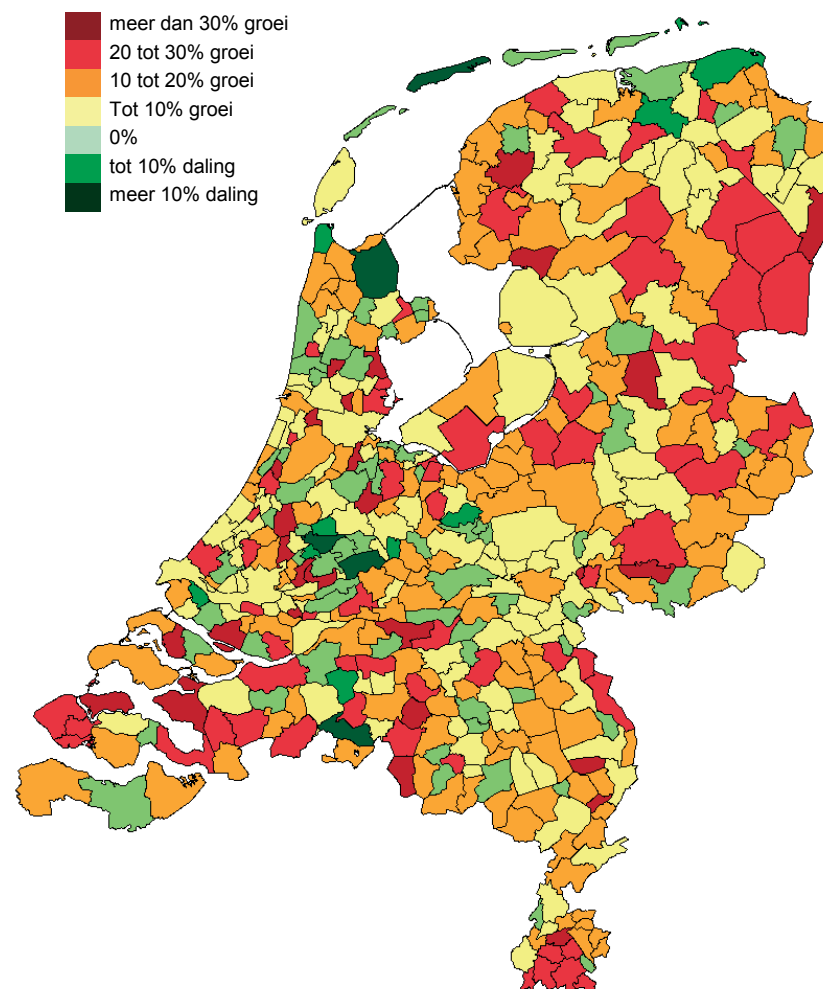 meer dan 30% groei
20 tot 30% groei
10 tot 20% groei
Tot 10% groei
0%
tot 10% daling
meer 10% daling